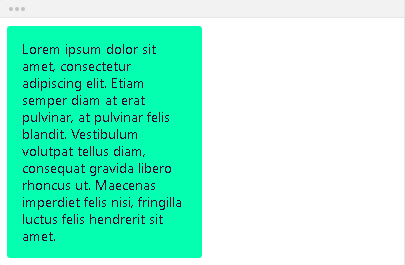 Lorem ipsum dolor sit
amet, consectetur
adipiscing elit. Etiam
semper diam at erat
pulvinar, at pulvinar felis
blandit. Vestibulum
volutpat tellus diam,
consequat gravida libero
rhoncus ut. Maecenas
imperdiet felis nisi, fringilla
luctus felis hendrerit sit
amet.